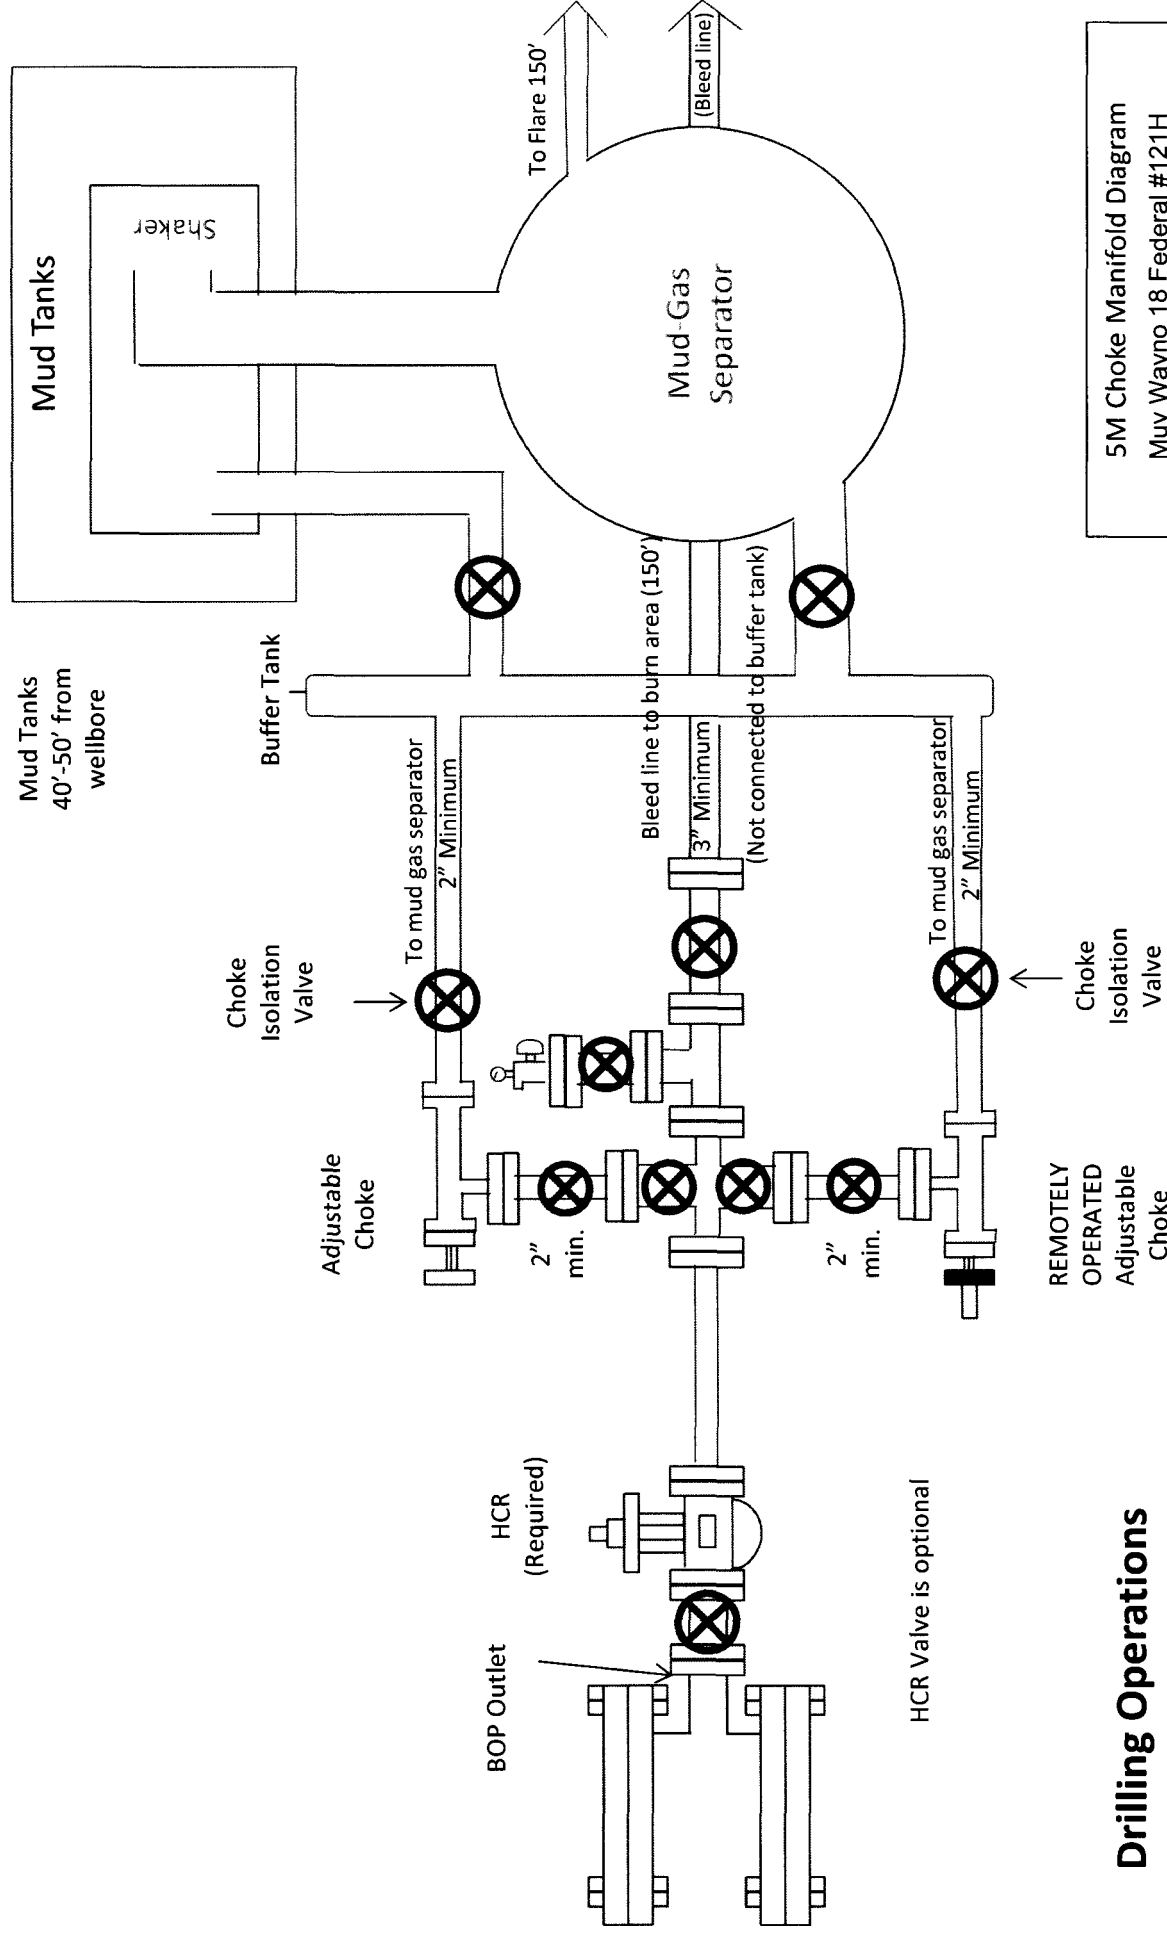 Mud Tanks
40'-50' from
wellbore
Mud Tanks
Shaker
Buffer Tank
To Flare 150'
(Bleed line)
Mud-Gas
Separator
Choke
Isolation
Valve
To mud gas separator
2" Minimum
Bleed line to burn area (150')
3" Minimum
(Not connected to buffer tank)
To mud gas separator
2" Minimum
Choke
Isolation
Valve
Adjustable
Choke
2"
min.
2"
min.
REMOTELY
OPERATED
Adjustable
Choke
HCR
(Required)
BOP Outlet
HCR Valve is optional
Drilling Operations
5M Choke Manifold Diagram
Muy Wayno 18 Federal #121H